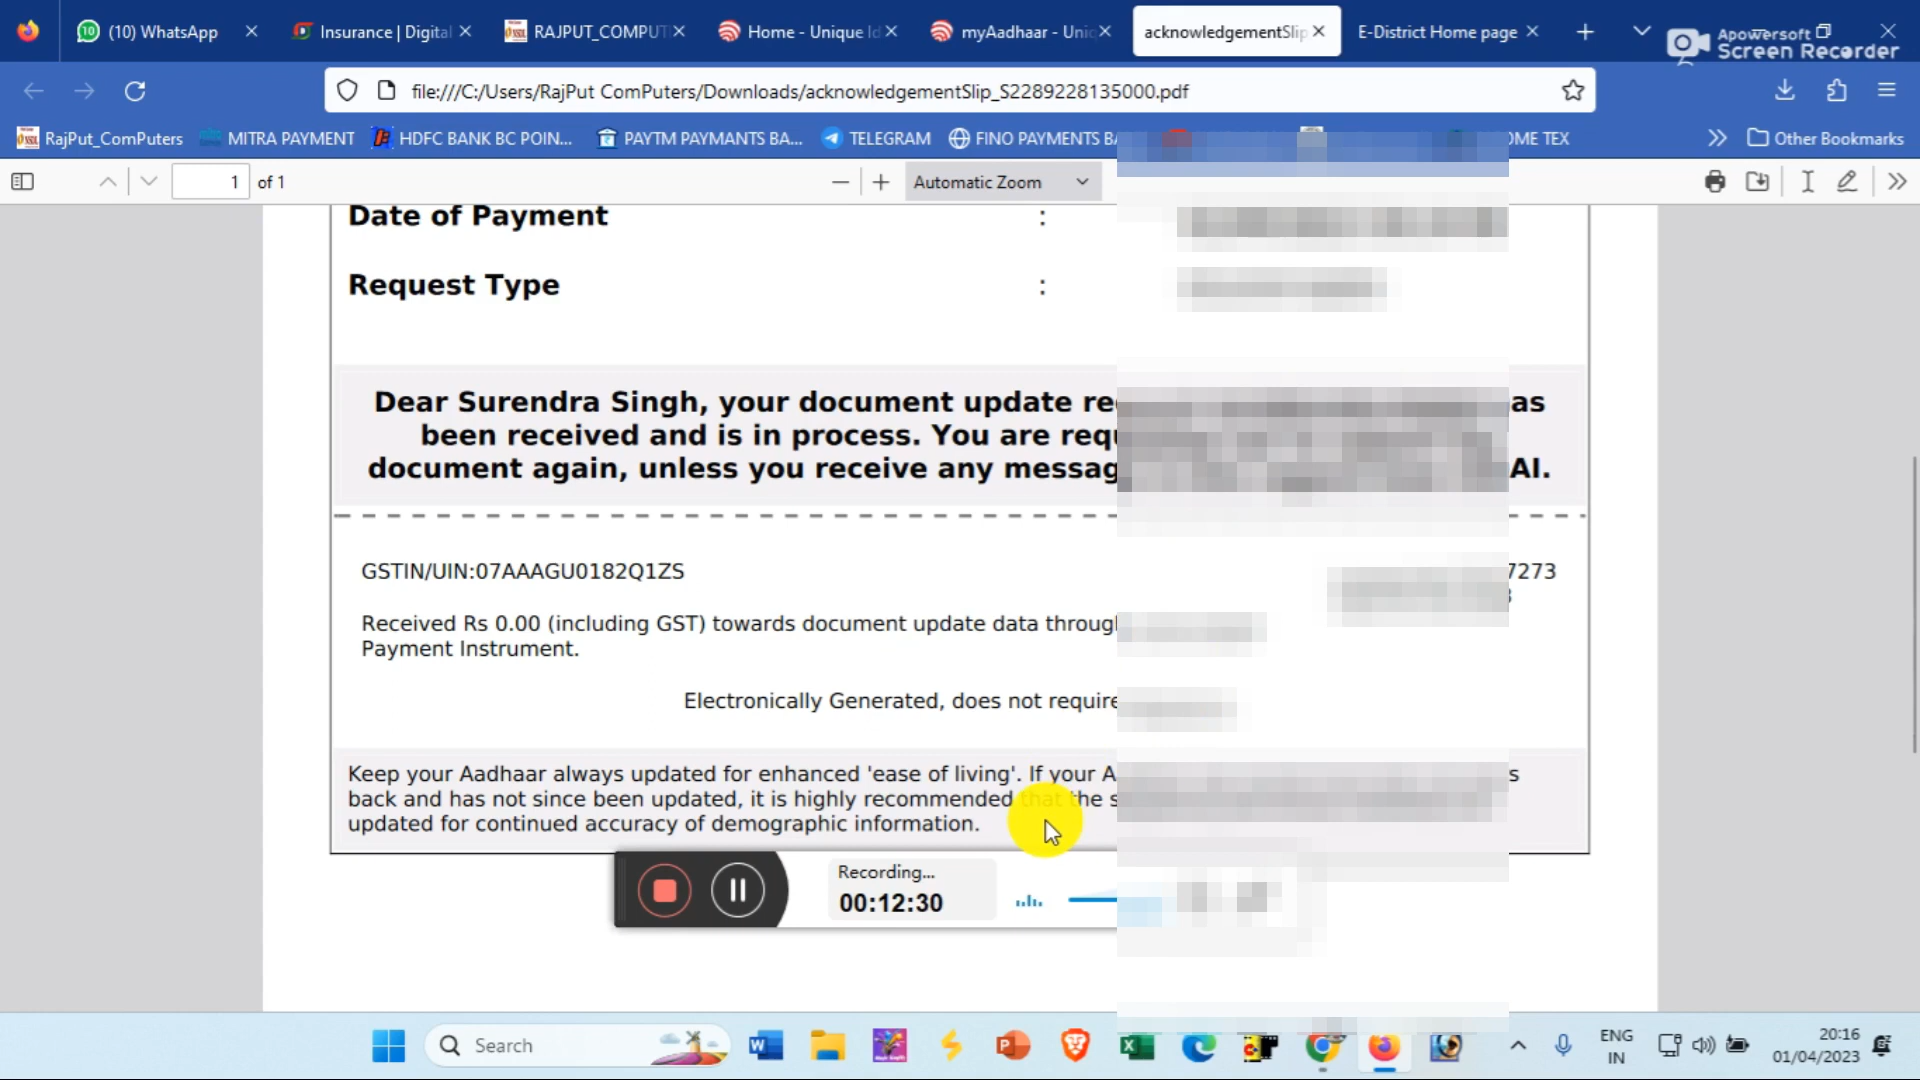 (10) WhatsApp
Insurance | Digital
RAJPUT_COMPUT
Home - Unique Id
myAadhaar - Uniq
acknowledgementSlip
E-District Home page
Apowersoft
Screen Recorder
file:///C:/Users/RajPut ComPuters/Downloads/acknowledgementSlip_S2289228135000.pdf
RajPut_ComPuters
MITRA PAYMENT
HDFC BANK BC POIN...
PAYTM PAYMANTS BA...
TELEGRAM
FINO PAYMENTS BA
OME TEX
Other Bookmarks
1 of 1
Automatic Zoom
Date of Payment :
Request Type :
Dear Surendra Singh, your document update re as
been received and is in process. You are requ
document again, unless you receive any messag AI.
GSTIN/UIN:07AAAGU0182Q1ZS 7273
Received Rs 0.00 (including GST) towards document update data through
Payment Instrument.
Electronically Generated, does not require
Keep your Aadhaar always updated for enhanced 'ease of living'. If your A s
back and has not since been updated, it is highly recommended that the s
updated for continued accuracy of demographic information.
Recording...
00:12:30
Search
ENG
IN
20:16
01/04/2023